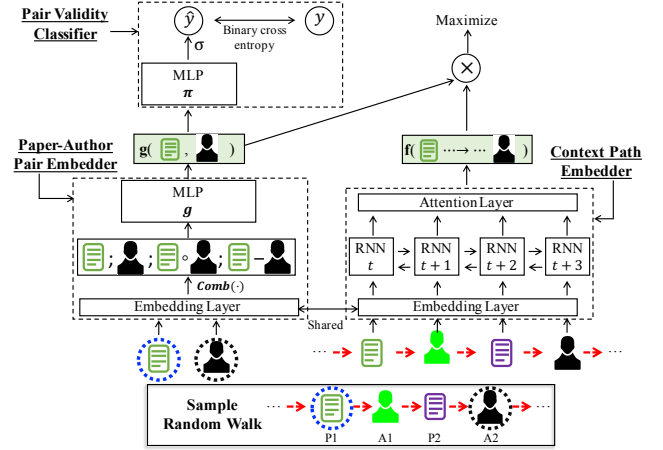 Pair Validity
Classifier
ŷ
Binary cross
entropy
y
σ
MLP
π
Maximize
×
g( , )
f( ⋯→ ⋯ )
Paper-Author
Pair Embedder
Context Path
Embedder
MLP
g
Attention Layer
RNN
t
RNN
t + 1
RNN
t + 2
RNN
t + 3
; ; ∘ ; −
Comb(·)
Embedding Layer
Shared
Embedding Layer
⋯ ⋯
Sample
Random Walk
⋯ ⋯
P1 A1 P2 A2